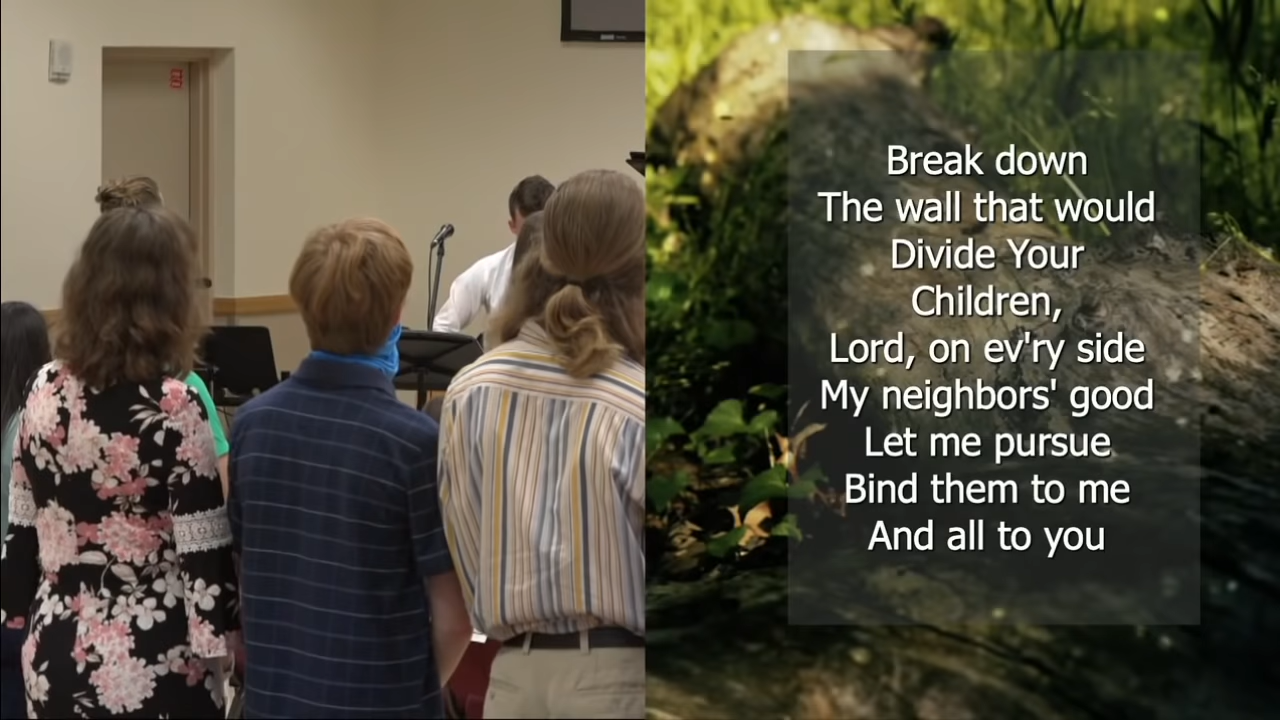 Break down
The wall that would
Divide Your
Children,
Lord, on ev'ry side
My neighbors' good
Let me pursue
Bind them to me
And all to you